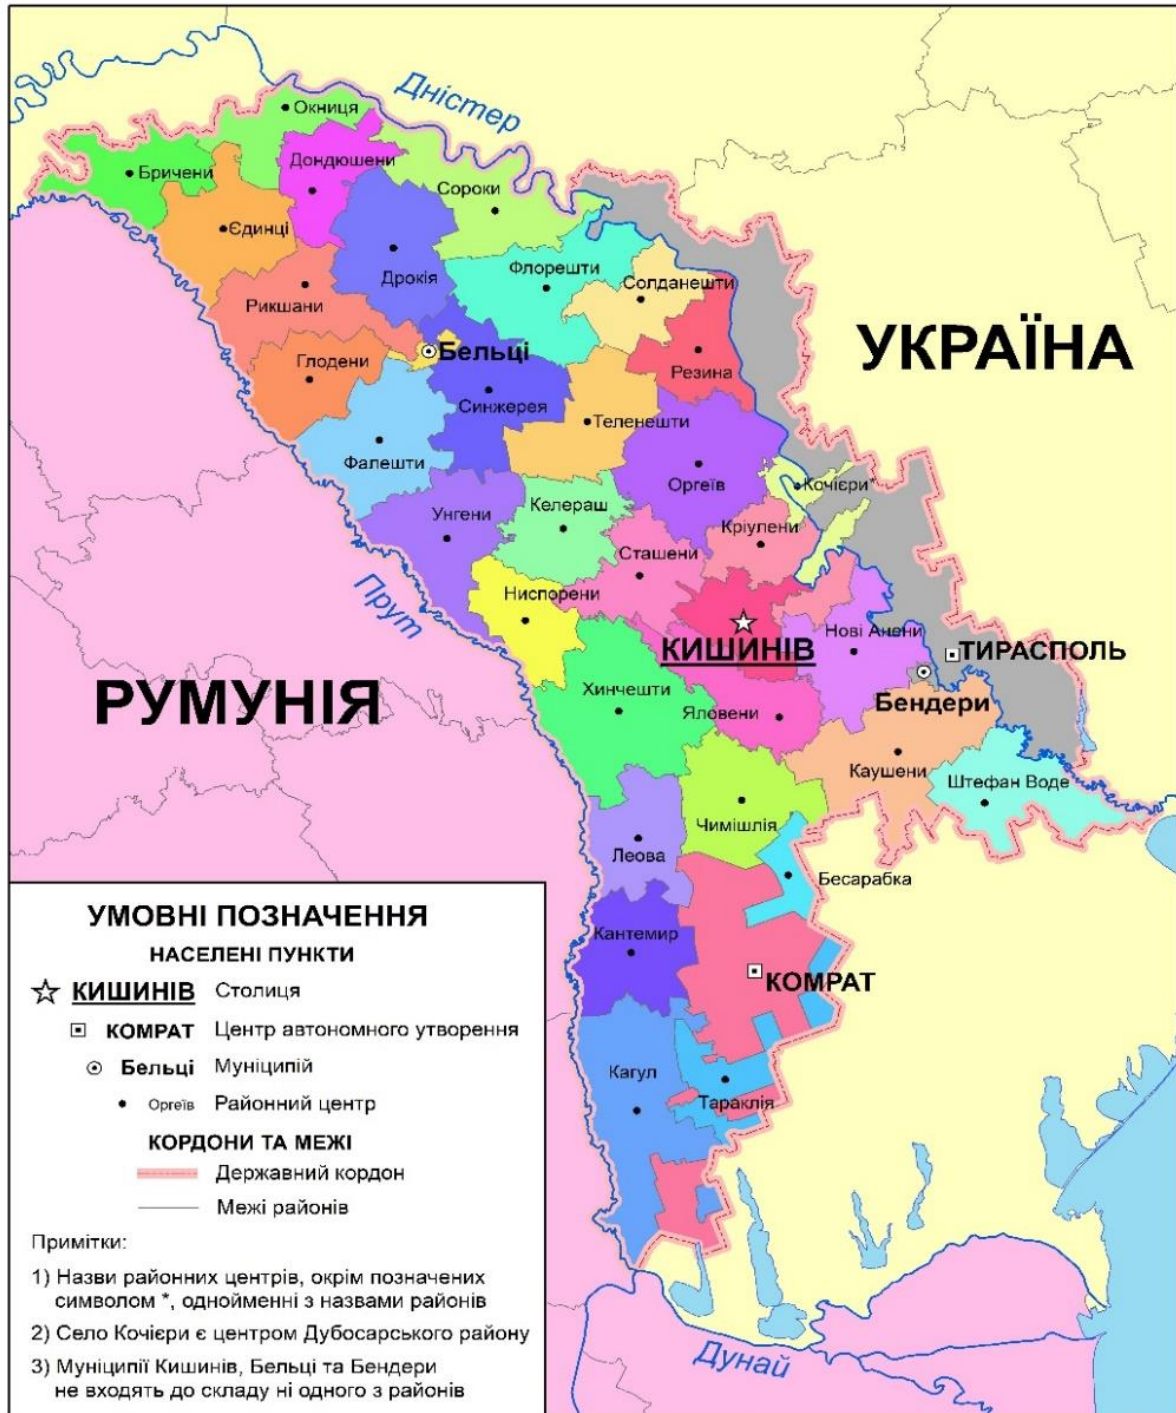 Дністер
Окниця
Бричени
Дондюшени
Сороки
Єдинці
Дрокія
Флорешти
Солданешти
Рикшани
УКРАЇНА
Бельці
Глодени
Резина
Синжерея
Теленешти
Фалешти
Оргеїв
Кочієри*
Унгени
Келераш
Кріулени
Сташени
Прут
Ниспорени
Нові Анени
КИШИНІВ
ТИРАСПОЛЬ
РУМУНІЯ
Хинчешти
Яловени
Бендери
Каушени
Штефан Воде
Чимішлія
Леова
Бесарабка
Кантемир
КОМРАТ
Кагул
Тараклія
Дунай
УМОВНІ ПОЗНАЧЕННЯ
НАСЕЛЕНІ ПУНКТИ
КИШИНІВ Столиця
КОМРАТ Центр автономного утворення
Бельці Муніципій
Оргеїв Районний центр
КОРДОНИ ТА МЕЖІ
Державний кордон
Межі районів
Примітки:
1) Назви районних центрів, окрім позначених
символом *, однойменні з назвами районів
2) Село Кочієри є центром Дубосарського району
3) Муніципії Кишинів, Бельці та Бендери
не входять до складу ні одного з районів